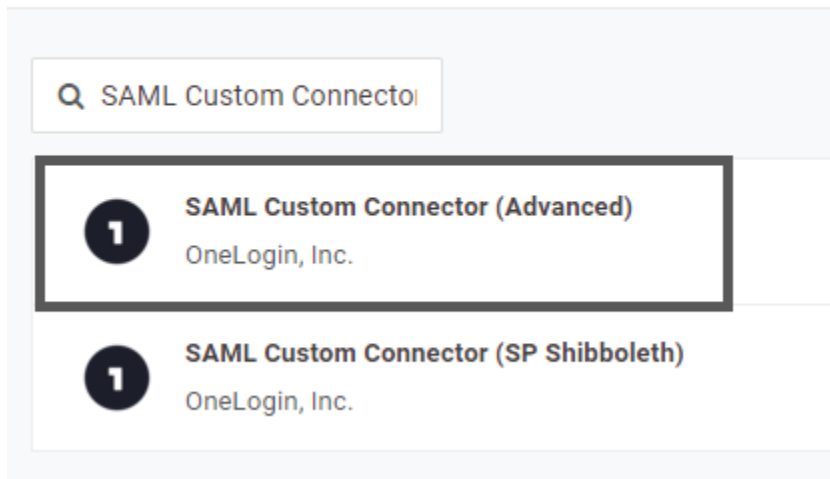 SAML Custom Connecto
SAML Custom Connector (Advanced)
OneLogin, Inc.
SAML Custom Connector (SP Shibboleth)
OneLogin, Inc.